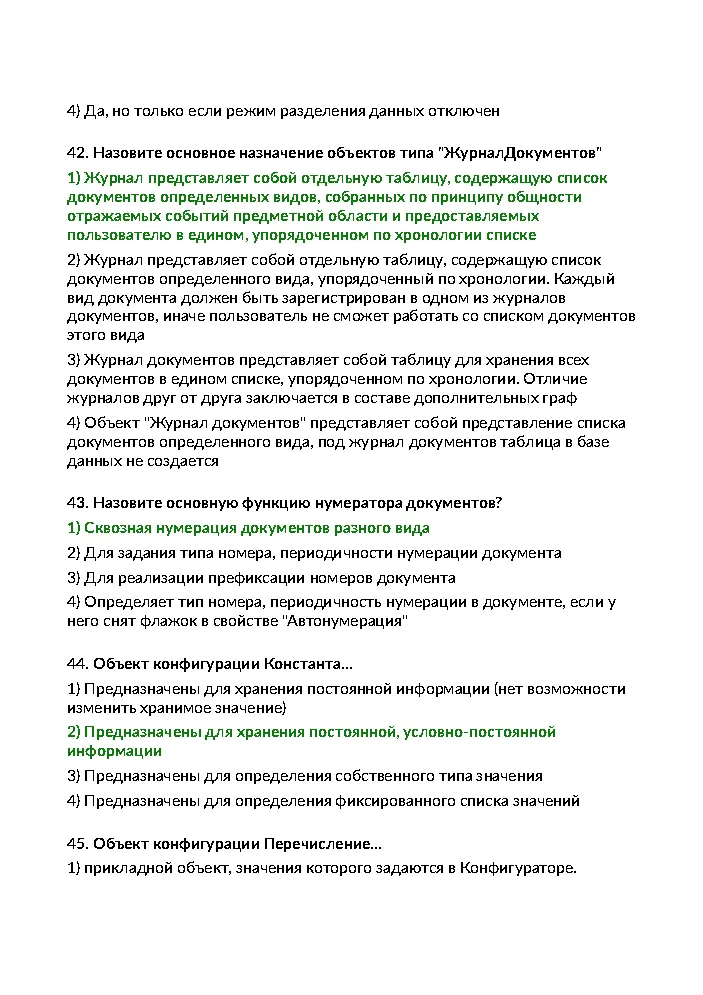 4) Да, но только если режим разделения данных отключен
42. Назовите основное назначение объектов типа "ЖурналДокументов"
1) Журнал представляет собой отдельную таблицу, содержащую список
документов определенных видов, собранных по принципу общности
отражаемых событий предметной области и предоставляемых
пользователю в едином, упорядоченном по хронологии списке
2) Журнал представляет собой отдельную таблицу, содержащую список
документов определенного вида, упорядоченный по хронологии. Каждый
вид документа должен быть зарегистрирован в одном из журналов
документов, иначе пользователь не сможет работать со списком документов
этого вида
3) Журнал документов представляет собой таблицу для хранения всех
документов в едином списке, упорядоченном по хронологии. Отличие
журналов друг от друга заключается в составе дополнительных граф
4) Объект "Журнал документов" представляет собой представление списка
документов определенного вида, под журнал документов таблица в базе
данных не создается
43. Назовите основную функцию нумератора документов?
1) Сквозная нумерация документов разного вида
2) Для задания типа номера, периодичности нумерации документа
3) Для реализации префиксации номеров документа
4) Определяет тип номера, периодичность нумерации в документе, если у
него снят флажок в свойстве "Автонумерация"
44. Объект конфигурации Константа...
1) Предназначены для хранения постоянной информации (нет возможности
изменить хранимое значение)
2) Предназначены для хранения постоянной, условно-постоянной
информации
3) Предназначены для определения собственного типа значения
4) Предназначены для определения фиксированного списка значений
45. Объект конфигурации Перечисление...
1) прикладной объект, значения которого задаются в Конфигураторе.